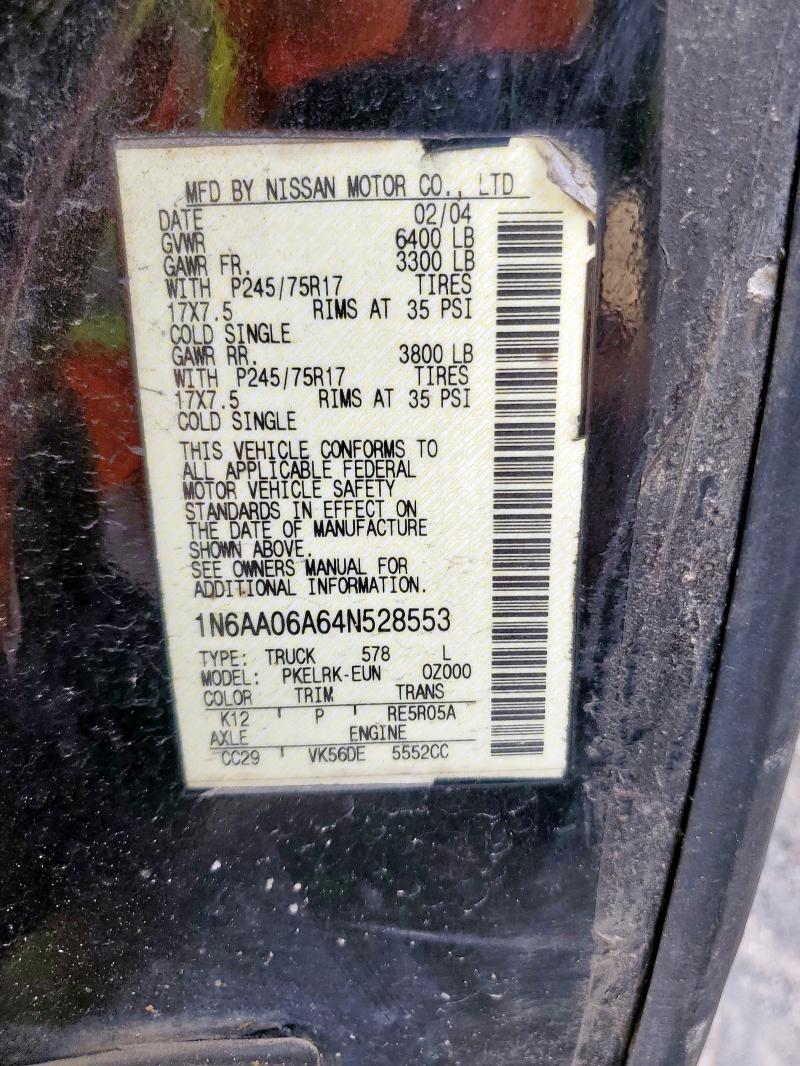 MFD BY NISSAN MOTOR CO., LTD
DATE 02/04
GVWR 6400 LB
GAWR FR. 3300 LB
WITH P245/75R17 TIRES
17X7.5 RIMS AT 35 PSI
COLD SINGLE
GAWR RR. 3800 LB
WITH P245/75R17 TIRES
17X7.5 RIMS AT 35 PSI
COLD SINGLE
THIS VEHICLE CONFORMS TO
ALL APPLICABLE FEDERAL
MOTOR VEHICLE SAFETY
STANDARDS IN EFFECT ON
THE DATE OF MANUFACTURE
SHOWN ABOVE.
SEE OWNERS MANUAL FOR
ADDITIONAL INFORMATION.
1N6AA06A64N528553
TYPE: TRUCK 578 L
MODEL: PKELRK-EUN 0Z000
COLOR TRIM TRANS
K12 P RE5R05A
AXLE ENGINE
CC29 VK56DE 5552CC